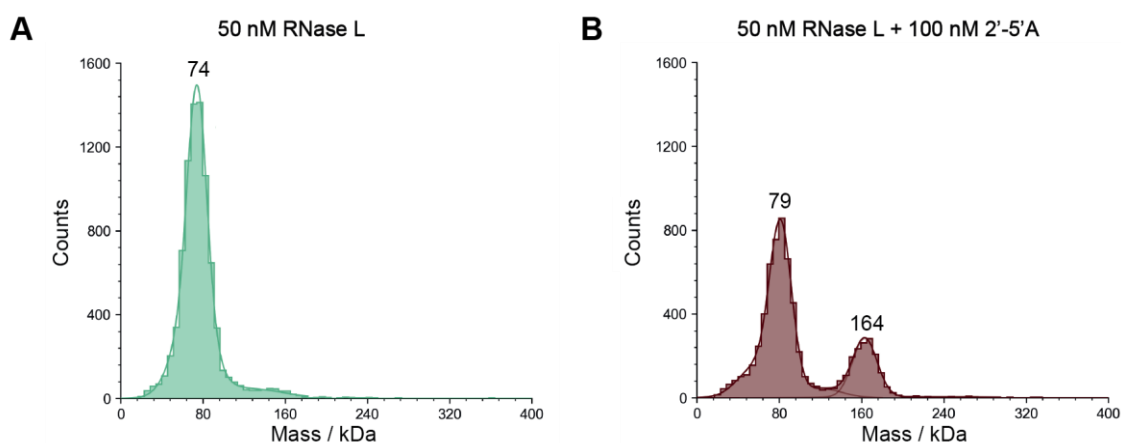 A
50 nM RNase L
74
1600
1200
800
400
0
Counts
0 80 160 240 320 400
Mass / kDa
B
50 nM RNase L + 100 nM 2'-5'A
79
164
1600
1200
800
400
0
Counts
0 80 160 240 320 400
Mass / kDa